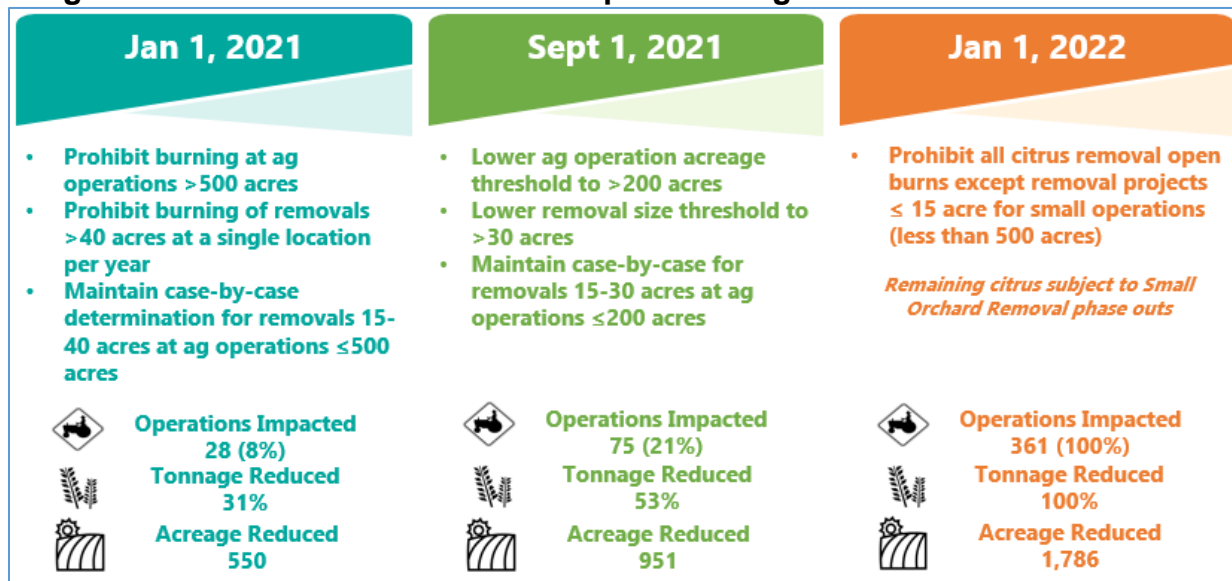 Jan 1, 2021
• Prohibit burning at ag
operations >500 acres
• Prohibit burning of removals
>40 acres at a single location
per year
• Maintain case-by-case
determination for removals 15-
40 acres at ag operations ≤500
acres
Operations Impacted
28 (8%)
Tonnage Reduced
31%
Acreage Reduced
550
Sept 1, 2021
• Lower ag operation acreage
threshold to >200 acres
• Lower removal size threshold to
>30 acres
• Maintain case-by-case for
removals 15-30 acres at ag
operations ≤200 acres
Operations Impacted
75 (21%)
Tonnage Reduced
53%
Acreage Reduced
951
Jan 1, 2022
• Prohibit all citrus removal open
burns except removal projects
≤ 15 acre for small operations
(less than 500 acres)
Remaining citrus subject to Small
Orchard Removal phase outs
Operations Impacted
361 (100%)
Tonnage Reduced
100%
Acreage Reduced
1,786